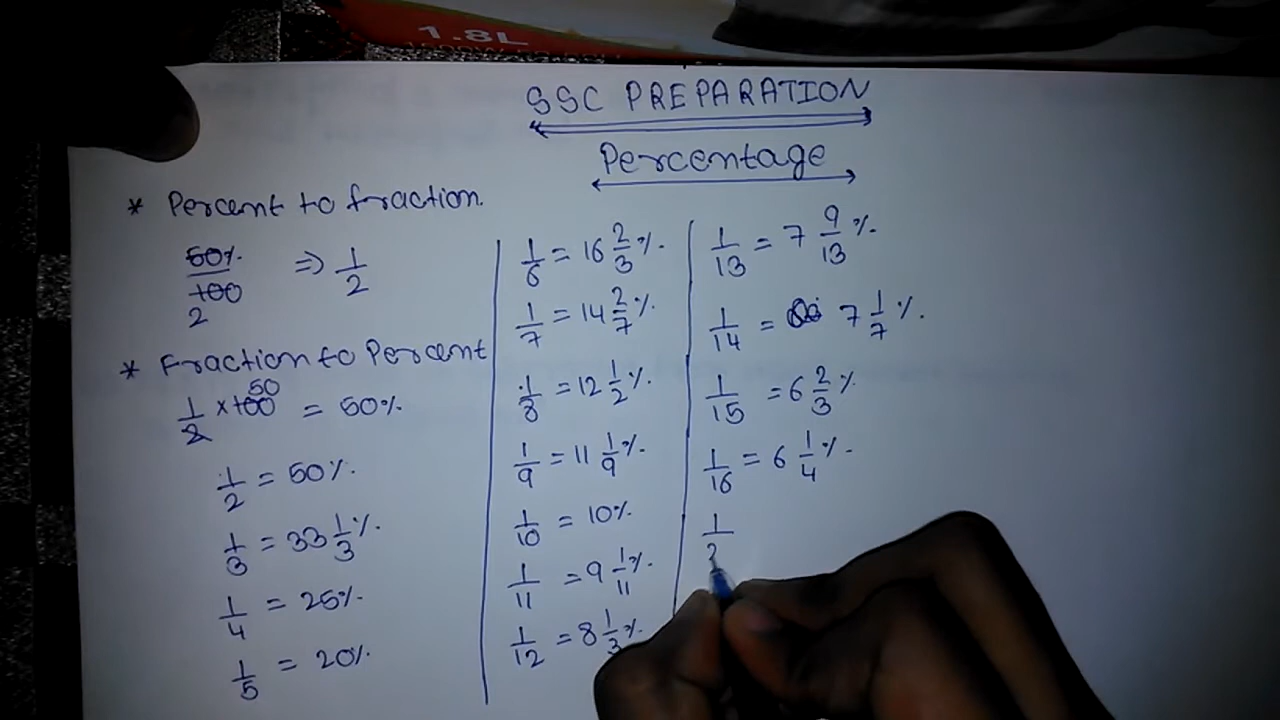 1.8L
SSC PREPARATION
Percentage
* Percent to fraction.
50%/100 2 => 1/2
* Fraction to Percent
1/2 × 100 50 = 50%
1/2 = 50%.
1/3 = 33 1/3 %.
1/4 = 25%.
1/5 = 20%.
1/6 = 16 2/3 %.
1/7 = 14 2/7 %.
1/8 = 12 1/2 %.
1/9 = 11 1/9 %.
1/10 = 10%.
1/11 = 9 1/11 %.
1/12 = 8 1/3 %.
1/13 = 7 9/13 %.
1/14 = 7 1/7 %.
1/15 = 6 2/3 %
1/16 = 6 1/4 %.
1/2